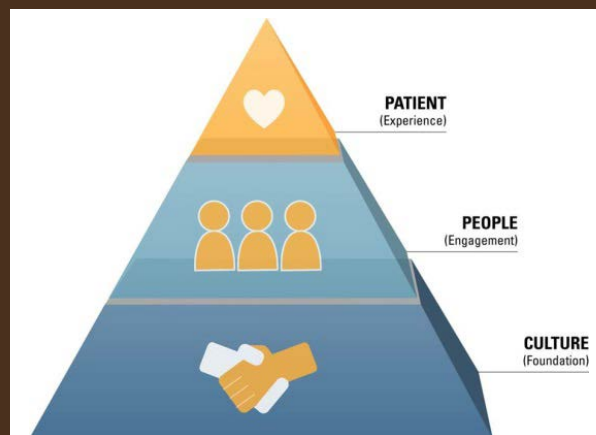 PATIENT
(Experience)
PEOPLE
(Engagement)
CULTURE
(Foundation)